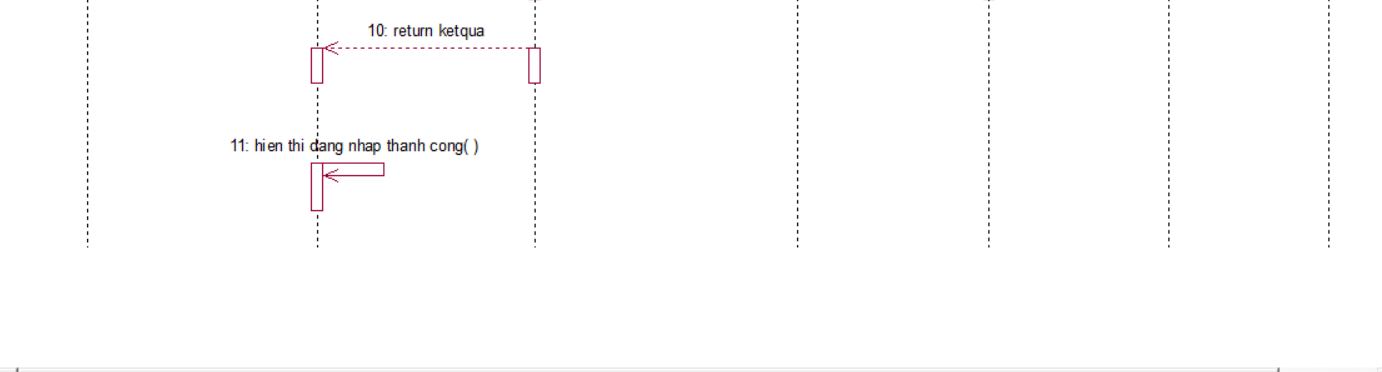 10: return ketqua
11: hien thi dang nhap thanh cong( )